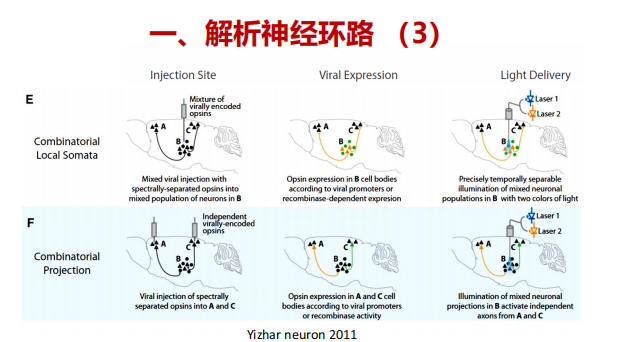 一、解析神经环路 （3）
Injection Site
Viral Expression
Light Delivery
E
Combinatorial
Local Somata
Mixture of
virally encoded
opsins
A
C
B
Mixed viral injection with
spectrally-separated opsins into
mixed population of neurons in B
A
C
B
Opsin expression in B cell bodies
according to viral promoters or
recombinase-dependent expresion
Laser 1
Laser 2
A
C
B
Precisely temporally separable
illumination of mixed neuronal
populations in B with two colors of light
F
Combinatorial
Projection
Independent
virally-encoded
opsins
A
C
B
Viral injection of spectrally
separated opsins into A and C
A
C
B
Opsin expression in A and C cell
bodies according to viral promoters
or recombinase activity
Laser 1
Laser 2
A
C
B
Illumination of mixed neuronal
projections in B activate independent
axons from A and C
Yizhar neuron 2011